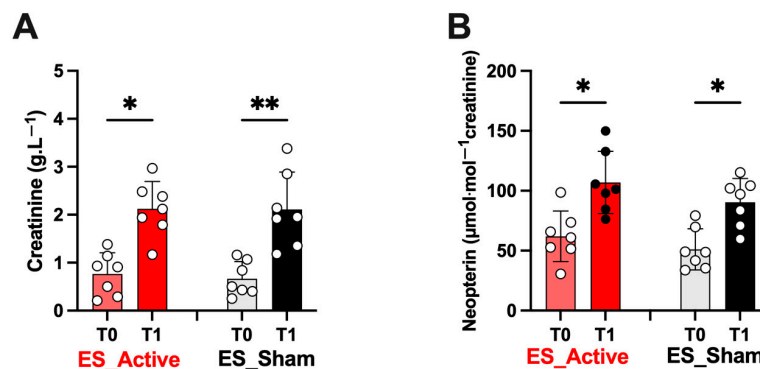 A
Creatinine (g.L⁻¹)
5
4
3
2
1
0
*
**
T0 T1 T0 T1
ES_Active ES_Sham
B
Neopterin (µmol·mol⁻¹creatinine)
200
150
100
50
0
*
*
T0 T1 T0 T1
ES_Active ES_Sham